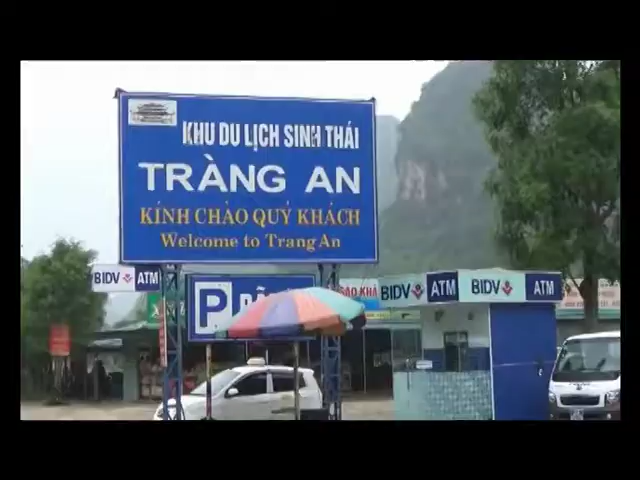 KHU DU LỊCH SINH THÁI
TRÀNG AN
KÍNH CHÀO QUÝ KHÁCH
Welcome to Trang An
BIDV ATM
P BÃI
BIDV ATM
BIDV ATM